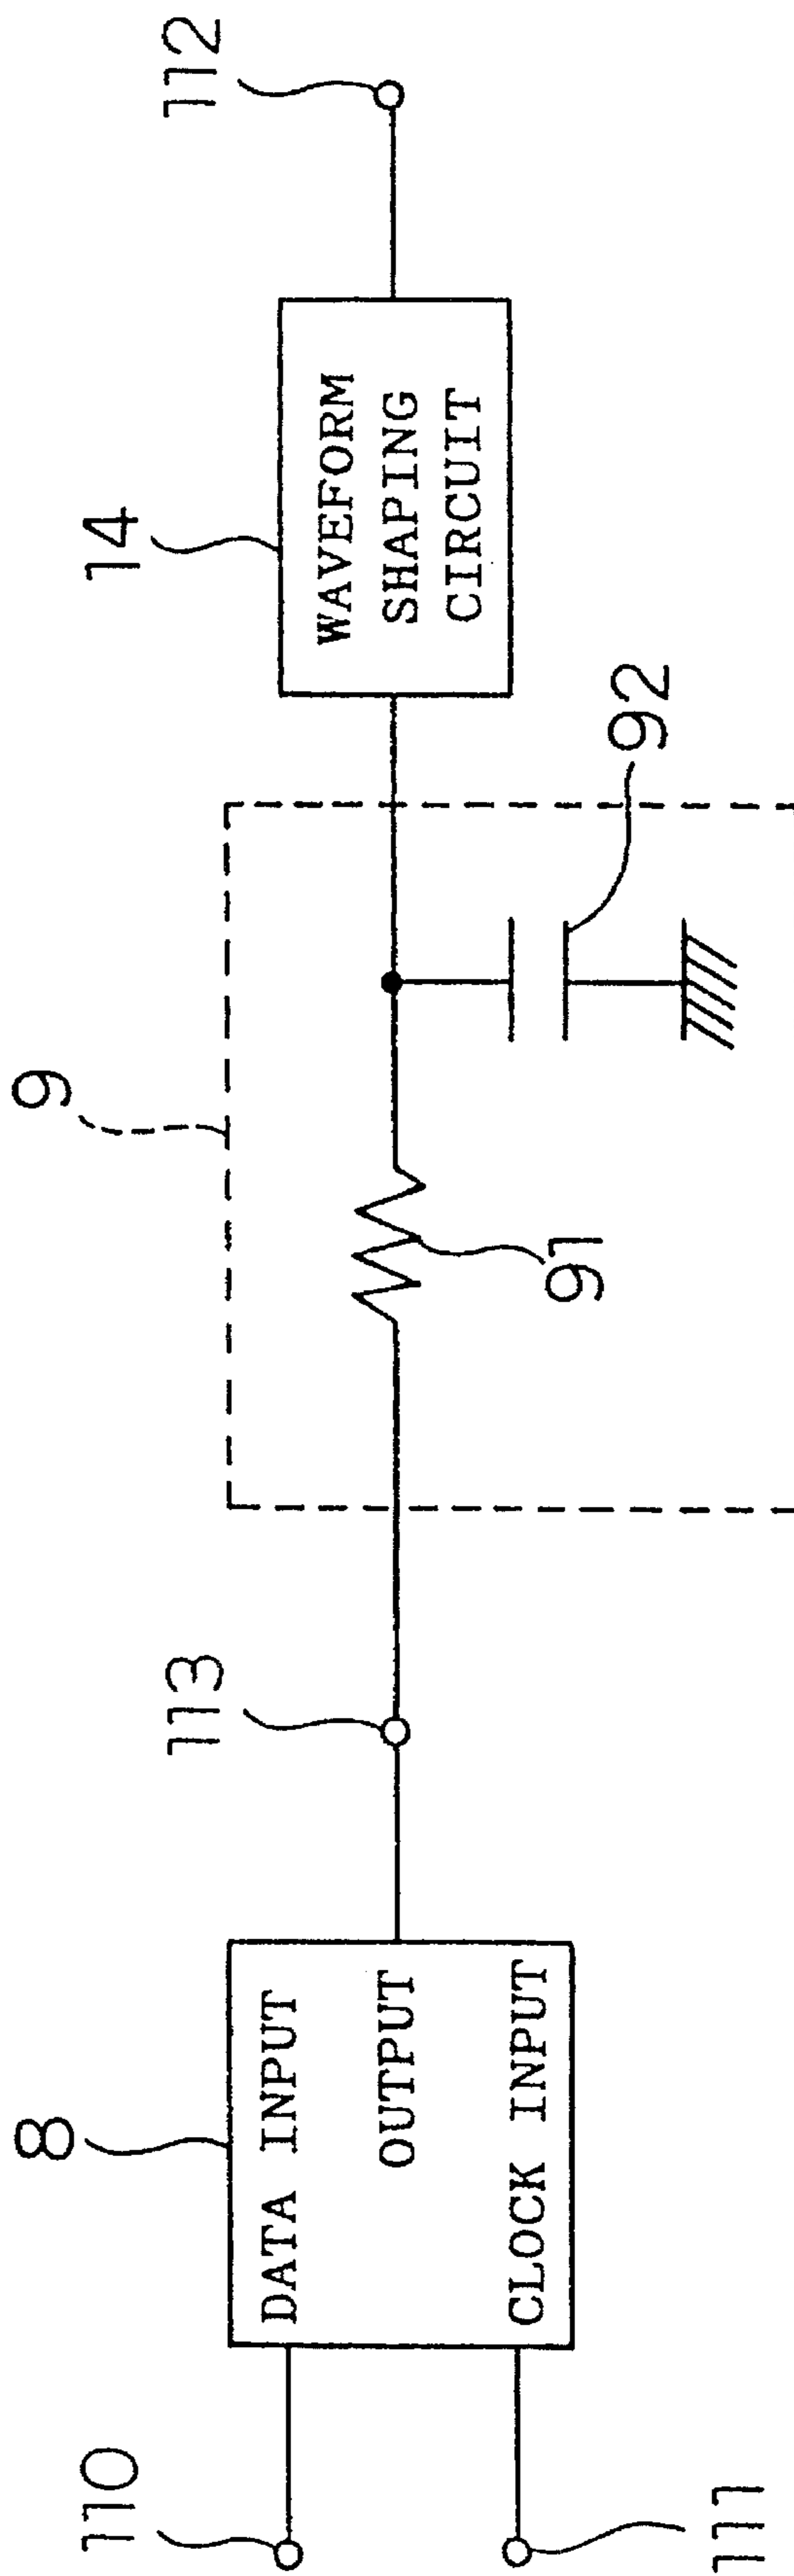 110
111
8
DATA INPUT
OUTPUT
CLOCK INPUT
113
9
91
92
14
WAVEFORM
SHAPING
CIRCUIT
112